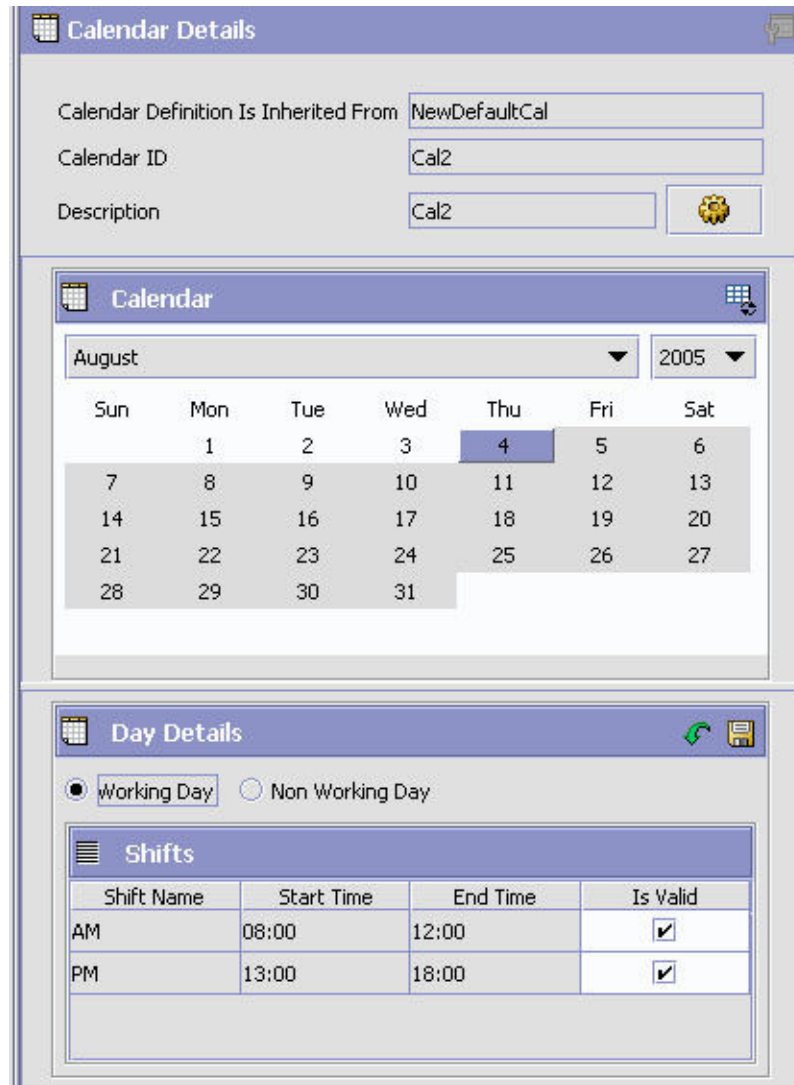 Calendar Details
Calendar Definition Is Inherited From NewDefaultCal
Calendar ID Cal2
Description Cal2
Calendar
August 2005
Sun Mon Tue Wed Thu Fri Sat
1 2 3 4 5 6
7 8 9 10 11 12 13
14 15 16 17 18 19 20
21 22 23 24 25 26 27
28 29 30 31
Day Details
Working Day Non Working Day
Shifts
Shift Name Start Time End Time Is Valid
AM 08:00 12:00
PM 13:00 18:00